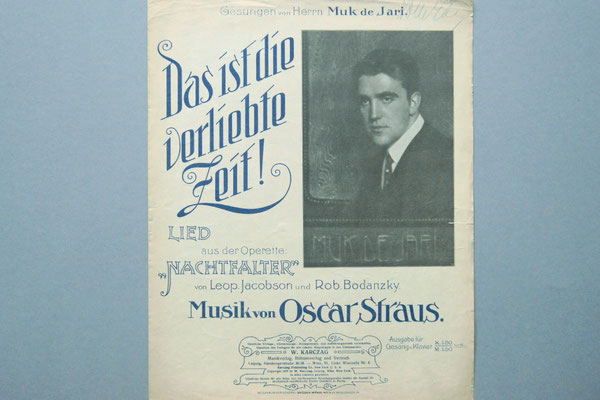 Gesungen von Herrn Muk de Jari.
Das ist die
verliebte
Zeit!
MUK DE JARI
LIED
aus der Operette:
„NACHTFALTER“
von Leop. Jacobson und Rob. Bodanzky.
Musik von Oscar Straus.
W. KARCZAG
Ausgabe für
Gesang u. Klavier